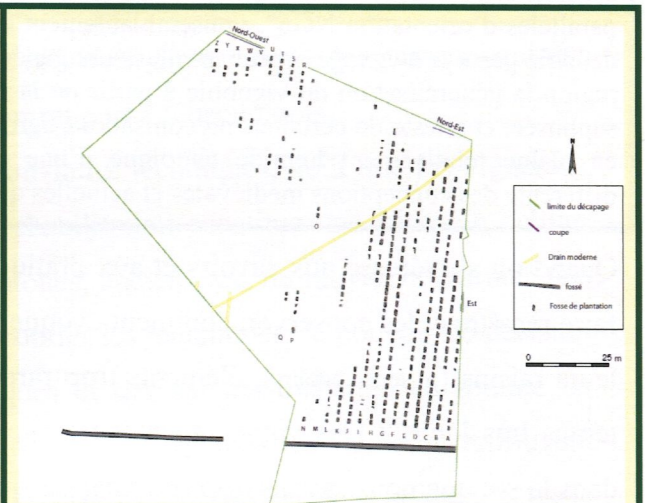 Nord-Ouest
Z Y X W V U T S R
Nord-Est
N
limite du décapage
coupe
Drain moderne
fossé
Fosse de plantation
O
Est
0 25 m
Q P
N M L K J I H G F E D C B A